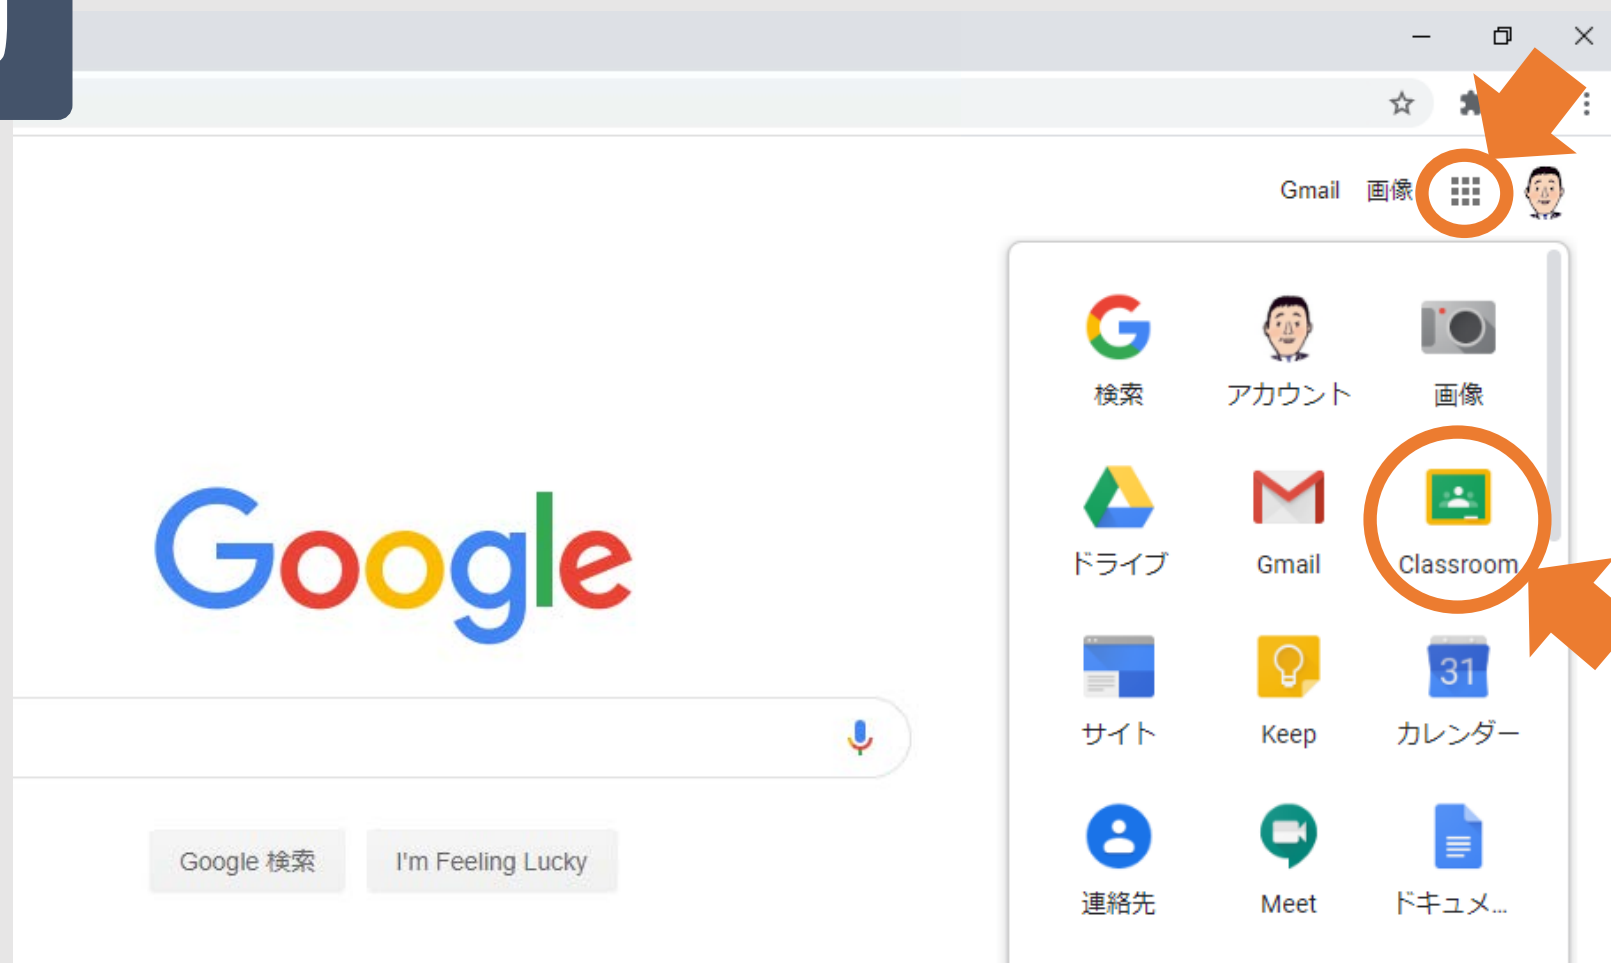 Gmail 画像
検索 アカウント 画像
Google
ドライブ Gmail Classroom
31
サイト Keep カレンダー
Google 検索 I'm Feeling Lucky
連絡先 Meet ドキュメ...